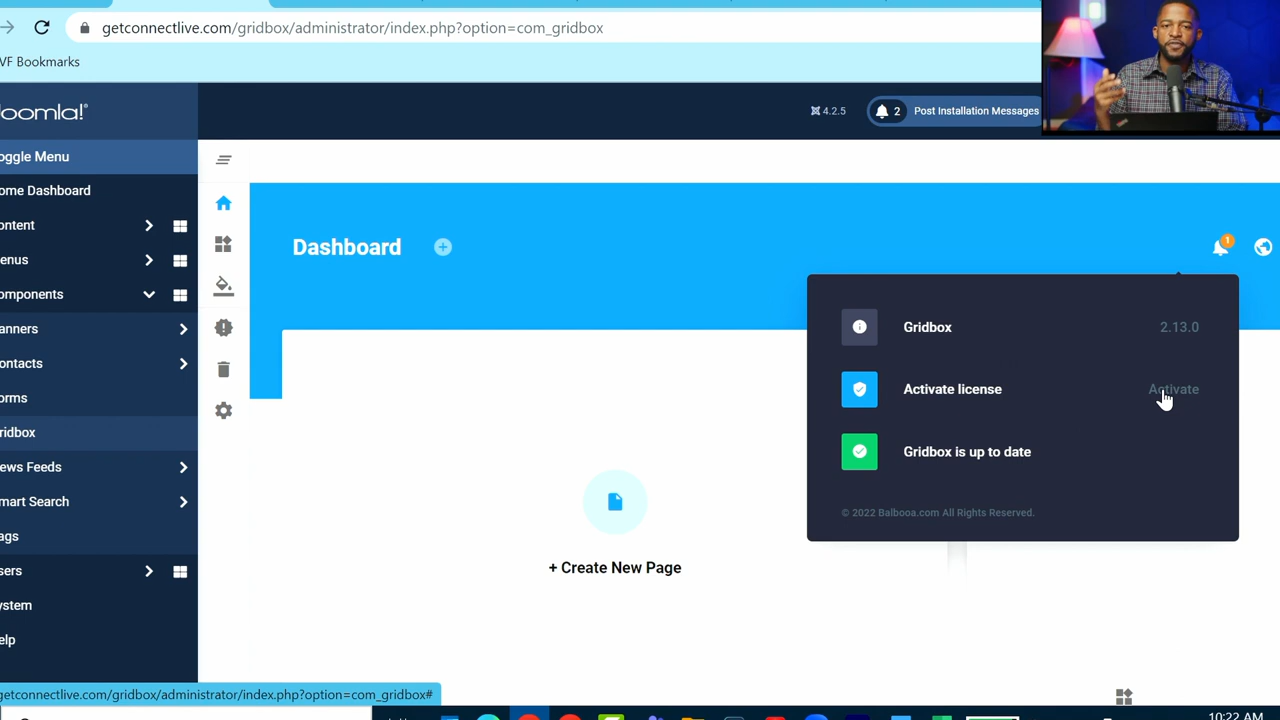 getconnectlive.com/gridbox/administrator/index.php?option=com_gridbox
VF Bookmarks
oomla!®
4.2.5
2
Post Installation Messages
oggle Menu
ome Dashboard
ontent
enus
omponents
anners
ontacts
orms
ridbox
ews Feeds
mart Search
ags
sers
ystem
elp
Dashboard
1
Gridbox
2.13.0
Activate license
Activate
Gridbox is up to date
© 2022 Balbooa.com All Rights Reserved.
+ Create New Page
getconnectlive.com/gridbox/administrator/index.php?option=com_gridbox#
10:22 AM